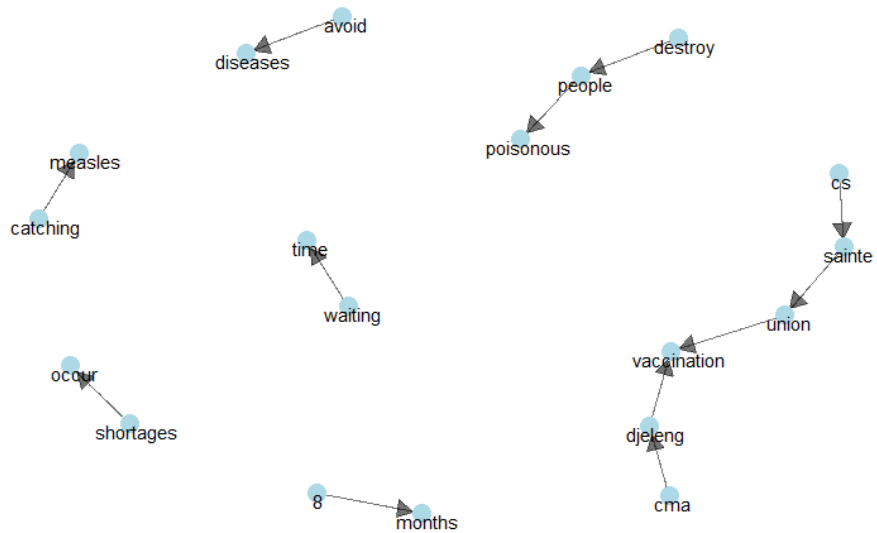 avoid
diseases
destroy
people
poisonous
measles
catching
cs
sainte
time
waiting
union
vaccination
occur
shortages
djeleng
8
months
cma